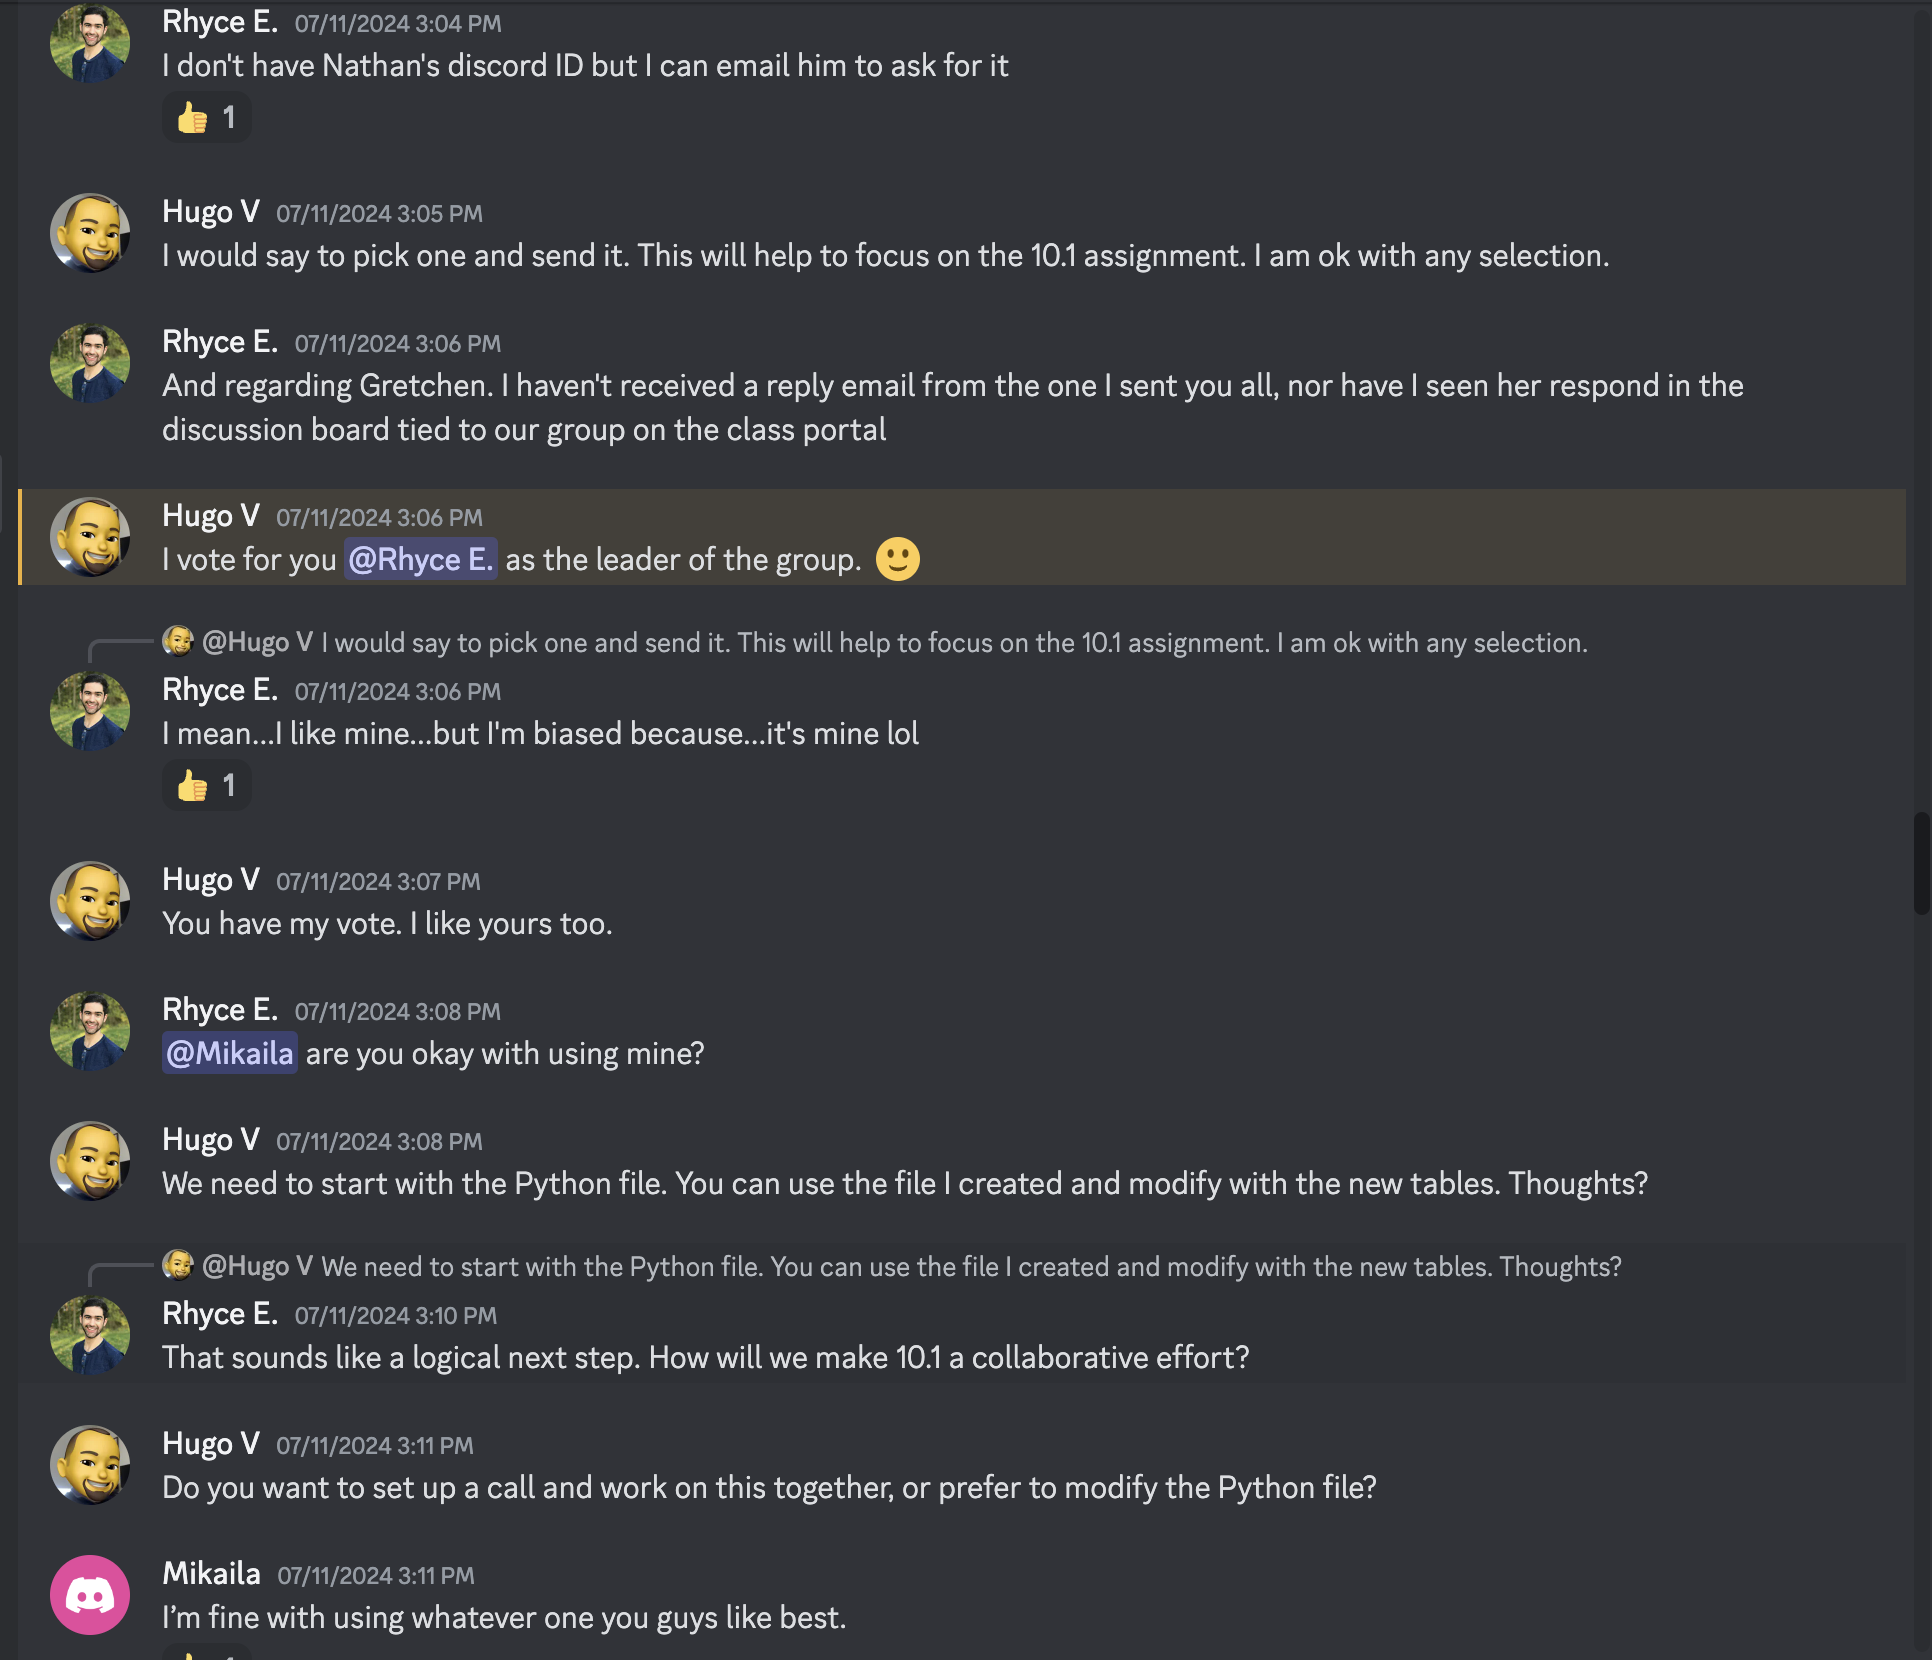 Rhyce E. 07/11/2024 3:04 PM
I don't have Nathan's discord ID but I can email him to ask for it
👍 1
Hugo V 07/11/2024 3:05 PM
I would say to pick one and send it. This will help to focus on the 10.1 assignment. I am ok with any selection.
Rhyce E. 07/11/2024 3:06 PM
And regarding Gretchen. I haven't received a reply email from the one I sent you all, nor have I seen her respond in the
discussion board tied to our group on the class portal
Hugo V 07/11/2024 3:06 PM
I vote for you @Rhyce E. as the leader of the group. 🙂
@Hugo V I would say to pick one and send it. This will help to focus on the 10.1 assignment. I am ok with any selection.
Rhyce E. 07/11/2024 3:06 PM
I mean...I like mine...but I'm biased because...it's mine lol
👍 1
Hugo V 07/11/2024 3:07 PM
You have my vote. I like yours too.
Rhyce E. 07/11/2024 3:08 PM
@Mikaila are you okay with using mine?
Hugo V 07/11/2024 3:08 PM
We need to start with the Python file. You can use the file I created and modify with the new tables. Thoughts?
@Hugo V We need to start with the Python file. You can use the file I created and modify with the new tables. Thoughts?
Rhyce E. 07/11/2024 3:10 PM
That sounds like a logical next step. How will we make 10.1 a collaborative effort?
Hugo V 07/11/2024 3:11 PM
Do you want to set up a call and work on this together, or prefer to modify the Python file?
Mikaila 07/11/2024 3:11 PM
I’m fine with using whatever one you guys like best.